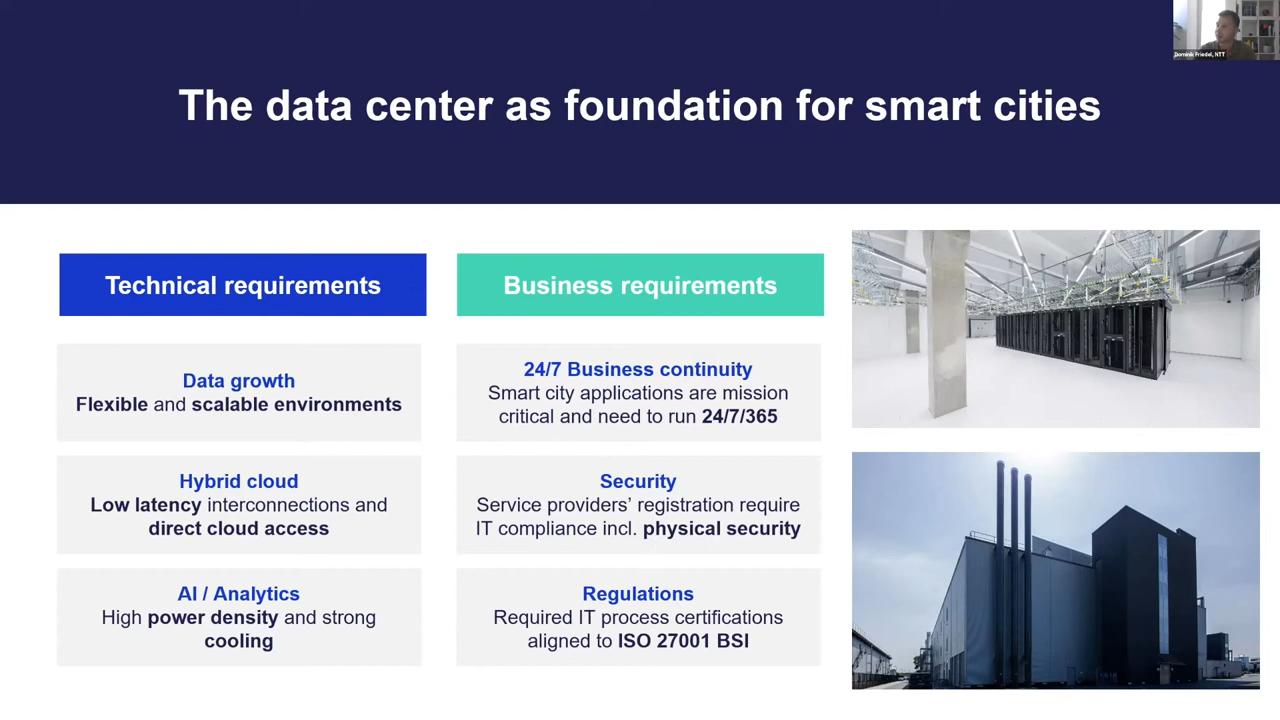 The data center as foundation for smart cities
Dominik Friedel, NTT
Technical requirements
Data growth
Flexible and scalable environments
Hybrid cloud
Low latency interconnections and
direct cloud access
AI / Analytics
High power density and strong
cooling
Business requirements
24/7 Business continuity
Smart city applications are mission
critical and need to run 24/7/365
Security
Service providers’ registration require
IT compliance incl. physical security
Regulations
Required IT process certifications
aligned to ISO 27001 BSI